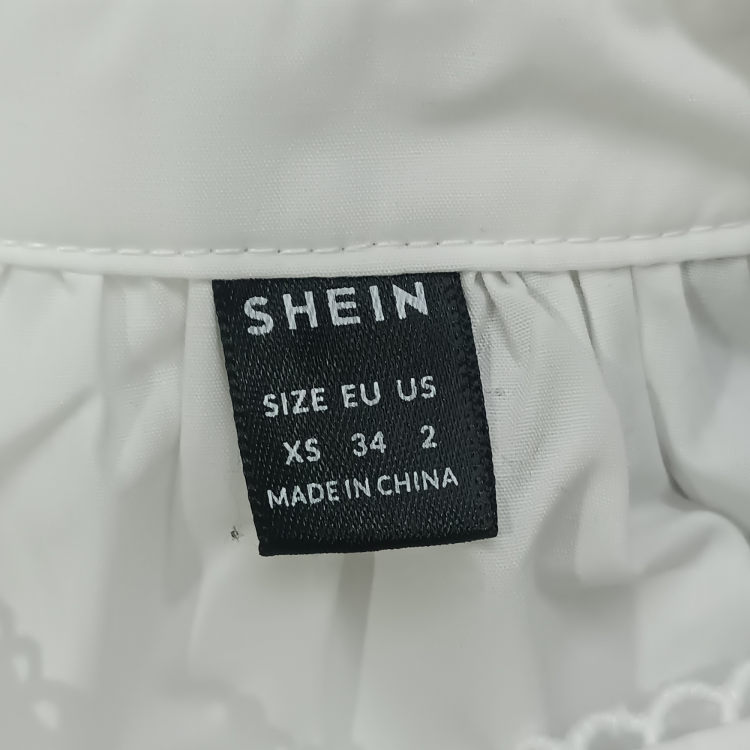 SHEIN
SIZE EU US
XS 34 2
MADE IN CHINA